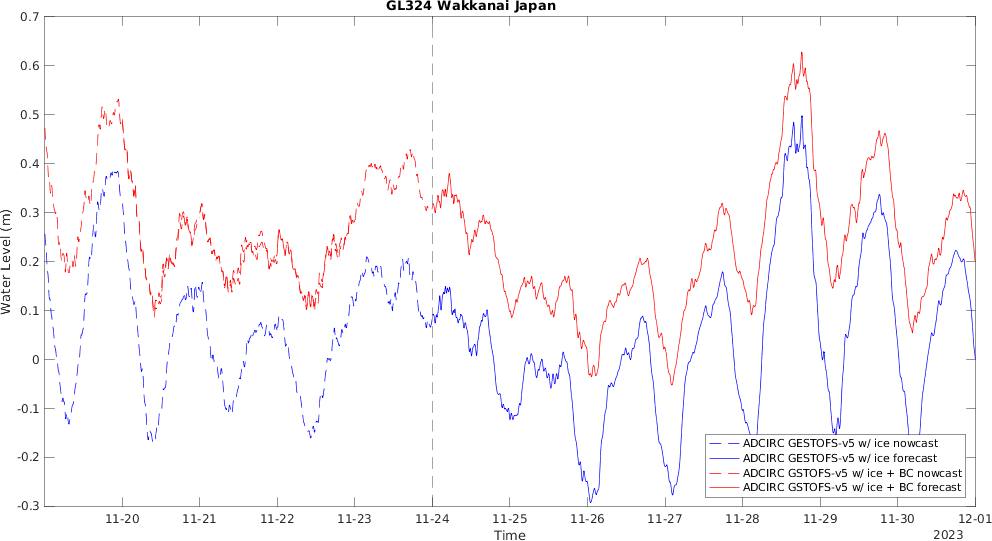 GL324 Wakkanai Japan
0.7
0.6
0.5
0.4
0.3
0.2
0.1
0
-0.1
-0.2
-0.3
Water Level (m)
ADCIRC GESTOFS-v5 w/ ice nowcast
ADCIRC GESTOFS-v5 w/ ice forecast
ADCIRC GSTOFS-v5 w/ ice + BC nowcast
ADCIRC GSTOFS-v5 w/ ice + BC forecast
11-20 11-21 11-22 11-23 11-24 11-25 11-26 11-27 11-28 11-29 11-30 12-01
Time
2023